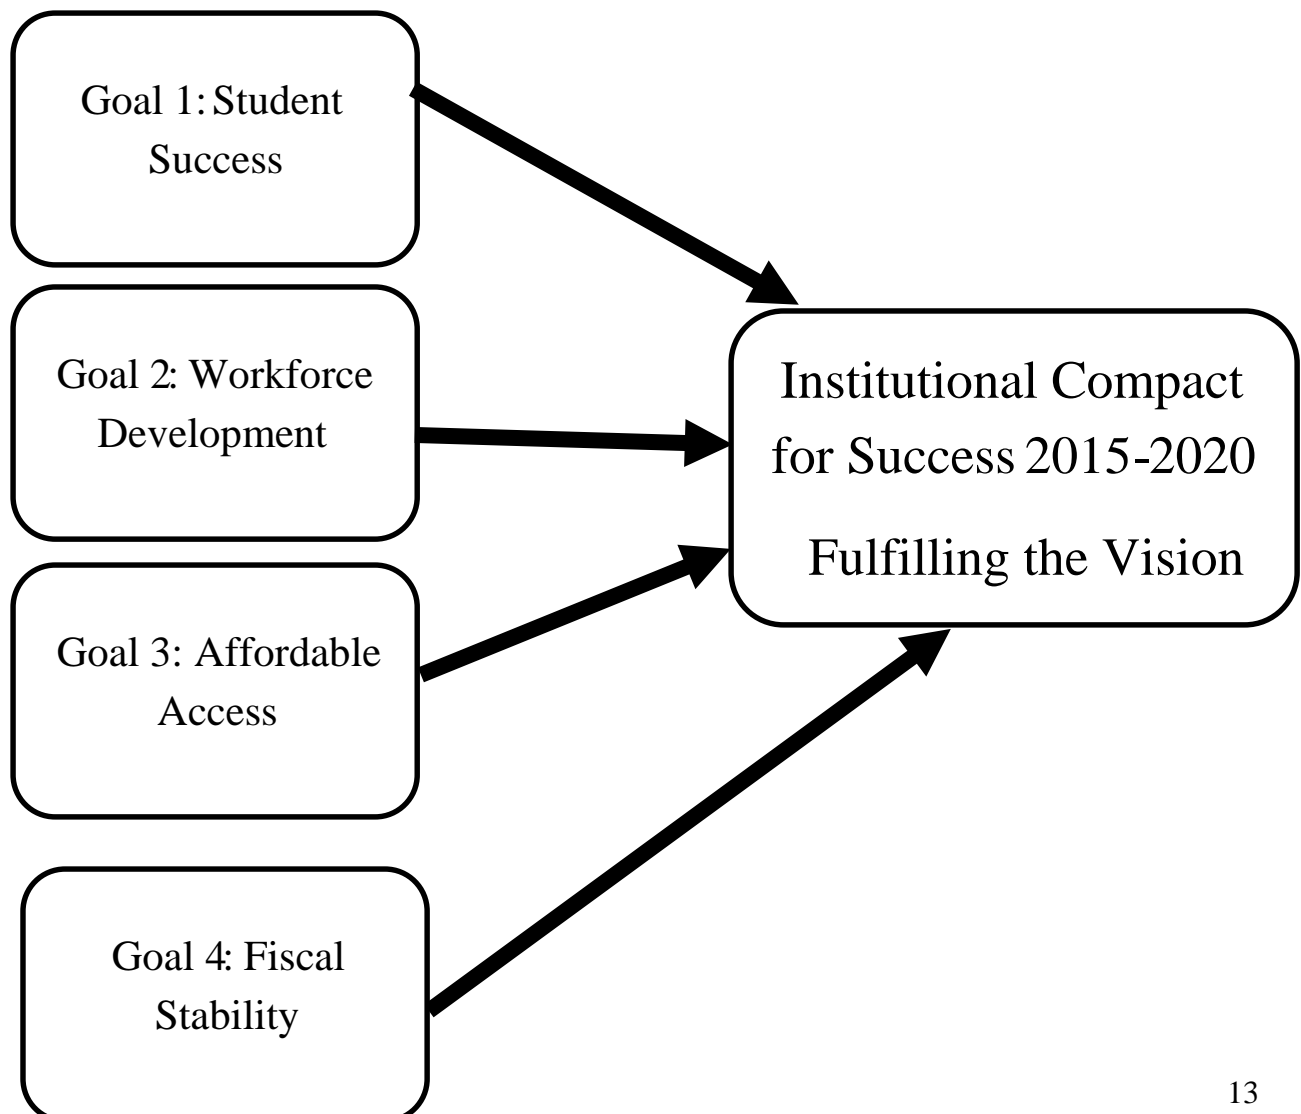 Goal 1: Student
Success
Goal 2: Workforce
Development
Goal 3: Affordable
Access
Goal 4: Fiscal
Stability
Institutional Compact
for Success 2015-2020
Fulfilling the Vision
13